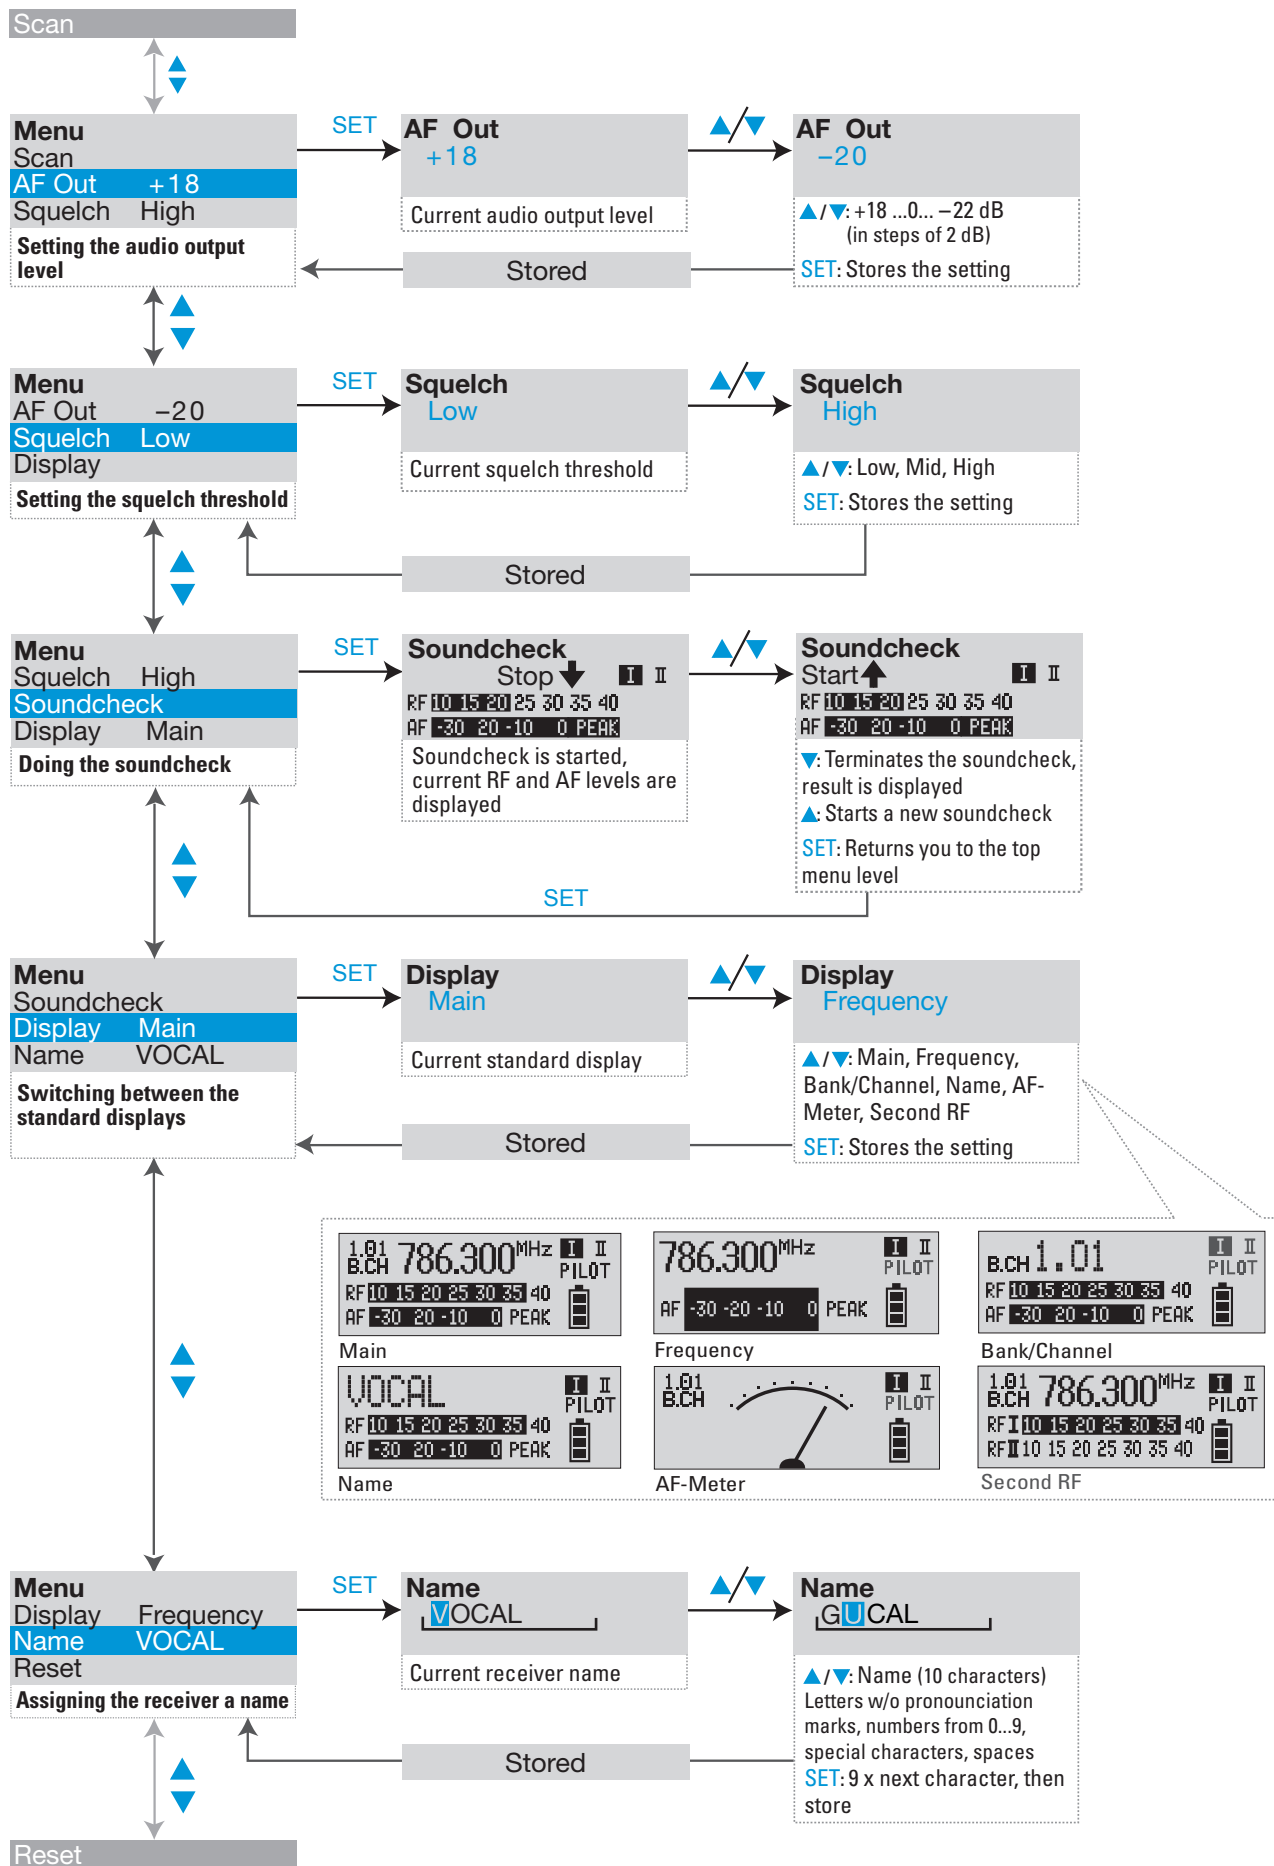 Scan
Menu
Scan
AF Out +18
Squelch High
Setting the audio output
level
SET
AF Out
+18
Current audio output level
▲/▼
AF Out
−20
▲/▼: +18 ...0... −22 dB
(in steps of 2 dB)
SET: Stores the setting
Stored
Menu
AF Out −20
Squelch Low
Display
Setting the squelch threshold
SET
Squelch
Low
Current squelch threshold
▲/▼
Squelch
High
▲/▼: Low, Mid, High
SET: Stores the setting
Stored
Menu
Squelch High
Soundcheck
Display Main
Doing the soundcheck
SET
Soundcheck
Stop I II
RF 10 15 20 25 30 35 40
AF -30 20 -10 0 PEAK
Soundcheck is started,
current RF and AF levels are
displayed
▲/▼
Soundcheck
Start I II
RF 10 15 20 25 30 35 40
AF -30 20 -10 0 PEAK
▼: Terminates the soundcheck,
result is displayed
▲: Starts a new soundcheck
SET: Returns you to the top
menu level
SET
Menu
Soundcheck
Display Main
Name VOCAL
Switching between the
standard displays
SET
Display
Main
Current standard display
▲/▼
Display
Frequency
▲/▼: Main, Frequency,
Bank/Channel, Name, AF-
Meter, Second RF
SET: Stores the setting
Stored
1.01
B.CH 786.300 MHz I II
PILOT
RF 10 15 20 25 30 35 40
AF -30 20 -10 0 PEAK
Main
786.300 MHz I II
PILOT
AF -30 -20 -10 0 PEAK
Frequency
B.CH 1.01 I II
PILOT
RF 10 15 20 25 30 35 40
AF -30 20 -10 0 PEAK
Bank/Channel
VOCAL I II
PILOT
RF 10 15 20 25 30 35 40
AF -30 20 -10 0 PEAK
Name
1.01
B.CH I II
PILOT
AF-Meter
1.01
B.CH 786.300 MHz I II
PILOT
RF I 10 15 20 25 30 35 40
RF II 10 15 20 25 30 35 40
Second RF
Menu
Display Frequency
Name VOCAL
Reset
Assigning the receiver a name
SET
Name
VOCAL
Current receiver name
▲/▼
Name
GUCAL
▲/▼: Name (10 characters)
Letters w/o pronounciation
marks, numbers from 0...9,
special characters, spaces
SET: 9 x next character, then
store
Stored
Reset